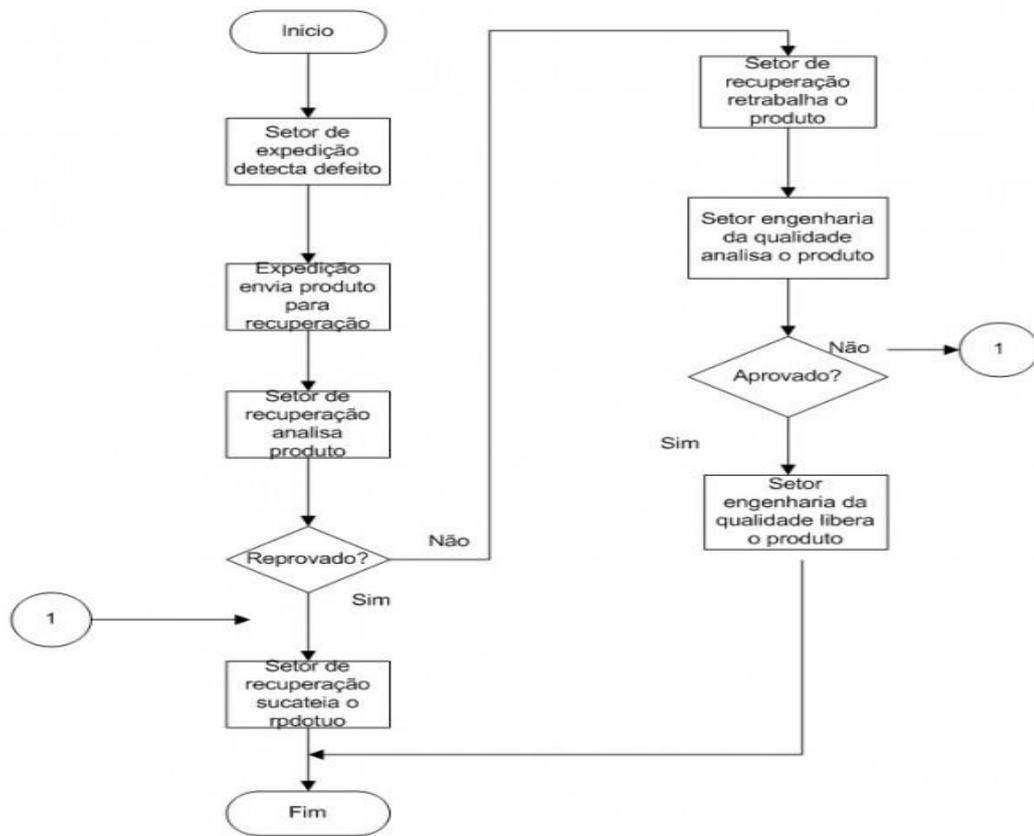 Inicio
Setor de
expedição
detecta defeito
Expedição
envia produto
para
recuperação
Setor de
recuperação
analisa
produto
Reprovado?
Não
Sim
1
Setor de
recuperação
sucateia o
rpdotuo
Fim
Setor de
recuperação
retrabalha o
produto
Setor engenharia
da qualidade
analisa o produto
Aprovado?
Não
1
Sim
Setor
engenharia da
qualidade libera
o produto